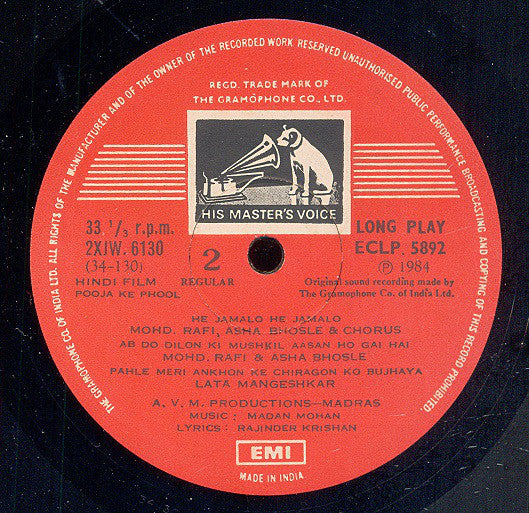 THE GRAMOPHONE CO. OF INDIA LTD. ALL RIGHTS OF THE MANUFACTURER AND OF THE OWNER OF THE RECORDED WORK RESERVED UNAUTHORISED PUBLIC PERFORMANCE BROADCASTING AND COPYING OF THIS RECORD PROHIBITED
REGD. TRADE MARK OF
THE GRAMOPHONE CO., LTD.
HIS MASTER'S VOICE
33 1/3 r.p.m.
2XJW. 6130
(34-130)
HINDI FILM
POOJA KE PHOOL
2
REGULAR
LONG PLAY
ECLP. 5892
Ⓟ 1984
Original sound recording made by
The Gramophone Co. of India Ltd.
HE JAMALO HE JAMALO
MOHD. RAFI, ASHA BHOSLE & CHORUS
AB DO DILON KI MUSHKIL AASAN HO GAI HAI
MOHD. RAFI & ASHA BHOSLE
PAHLE MERI ANKHON KE CHIRAGON KO BUJHAYA
LATA MANGESHKAR
A. V. M. PRODUCTIONS—MADRAS
MUSIC : MADAN MOHAN
LYRICS : RAJINDER KRISHAN
EMI
MADE IN INDIA